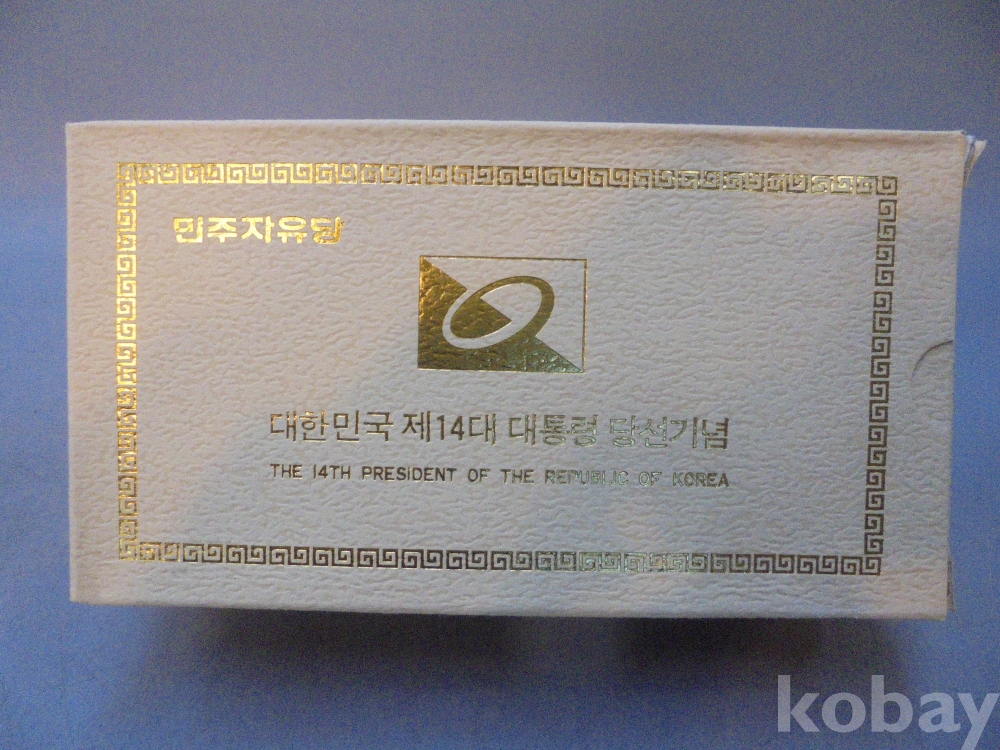 민주자유당
대한민국 제14대 대통령 당선기념
THE 14TH PRESIDENT OF THE REPUBLIC OF KOREA
kobay